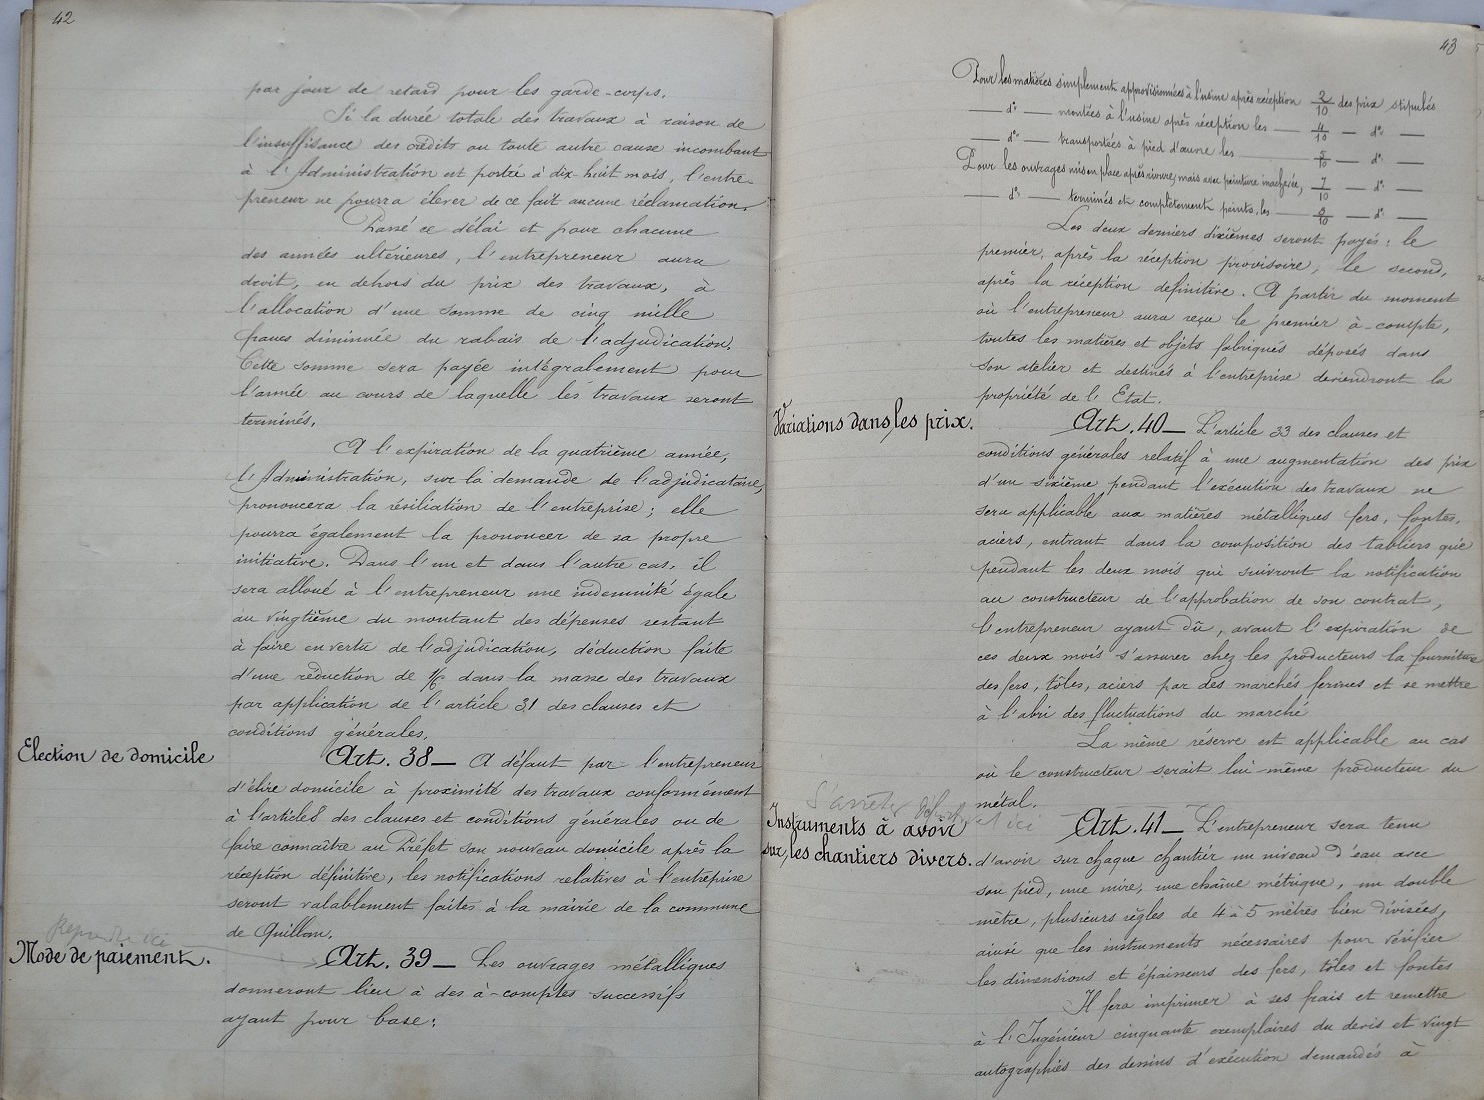 42
par jour de retard pour les garde-corps.
Si la durée totale des travaux à raison de
l'insuffisance des crédits ou toute autre cause incombant
à l'Administration est portée à dix-huit mois, l'entre-
preneur ne pourra élever de ce fait aucune réclamation.
Passé ce délai et pour chacune
des années ultérieures, l'entrepreneur aura
droit, en dehors du prix des travaux, à
l'allocation d'une somme de cinq mille
francs diminuée du rabais de l'adjudication.
Cette somme sera payée intégralement pour
l'année au cours de laquelle les travaux seront
terminés.
A l'expiration de la quatrième année,
l'Administration, sur la demande de l'adjudicataire,
prononcera la résiliation de l'entreprise; elle
pourra également la prononcer de sa propre
initiative. Dans l'un et dans l'autre cas, il
sera alloué à l'entrepreneur une indemnité égale
au vingtième du montant des dépenses restant
à faire en vertu de l'adjudication, déduction faite
d'une réduction de 1/6 dans la masse des travaux
par application de l'article 31 des clauses et
conditions générales.
Election de domicile
Art. 38 — A défaut par l'entrepreneur
d'élire domicile à proximité des travaux conformément
à l'article 8 des clauses et conditions générales ou de
faire connaître au Préfet son nouveau domicile après la
réception définitive, les notifications relatives à l'entreprise
seront valablement faites à la mairie de la commune
de Quillan.
Reprendre ici
Mode de paiement.
Art. 39 — Les ouvrages métalliques
donneront lieu à des à-comptes successifs
ayant pour base:
43
Pour les matières simplement approvisionnées à l'usine après réception 2/10 des prix stipulés
— d° — montées à l'usine après réception les — 4/10 — d° —
— d° — transportées à pied d'œuvre les — /10 — d° —
Pour les ouvrages mis en place après rivure, mais avec peinture inachevée, 7/10 — d° —
— d° — terminés et complètement peints, les — 8/10 — d° —
Les deux derniers dixièmes seront payés: le
premier, après la réception provisoire, le second,
après la réception définitive. A partir du moment
où l'entrepreneur aura reçu le premier à-compte,
toutes les matières et objets fabriqués déposés dans
son atelier et destinés à l'entreprise deviendront la
propriété de l'Etat.
Variations dans les prix.
Art. 40 — L'article 33 des clauses et
conditions générales relatif à une augmentation des prix
d'un sixième pendant l'exécution des travaux ne
sera applicable aux matières métalliques fers, fontes,
aciers, entrant dans la composition des tabliers que
pendant les deux mois qui suivront la notification
au constructeur de l'approbation de son contrat,
l'entrepreneur ayant dû, avant l'expiration de
ces deux mois s'assurer chez les producteurs la fourniture
des fers, tôles, aciers par des marchés fermes et se mettre
à l'abri des fluctuations du marché
La même réserve est applicable au cas
où le constructeur serait lui-même producteur du
métal.
S'arrêter ici
Instruments à avoir
sur les chantiers divers.
Art. 41 — L'entrepreneur sera tenu
d'avoir sur chaque chantier un niveau d'eau avec
son pied, une mire, une chaîne métrique, un double
mètre, plusieurs règles de 4 à 5 mètres bien divisées,
ainsi que les instruments nécessaires pour vérifier
les dimensions et épaisseurs des fers, tôles et fontes
Il fera imprimer à ses frais et remettre
à l'Ingénieur cinquante exemplaires du devis et vingt
autographies des dessins d'exécution demandés à